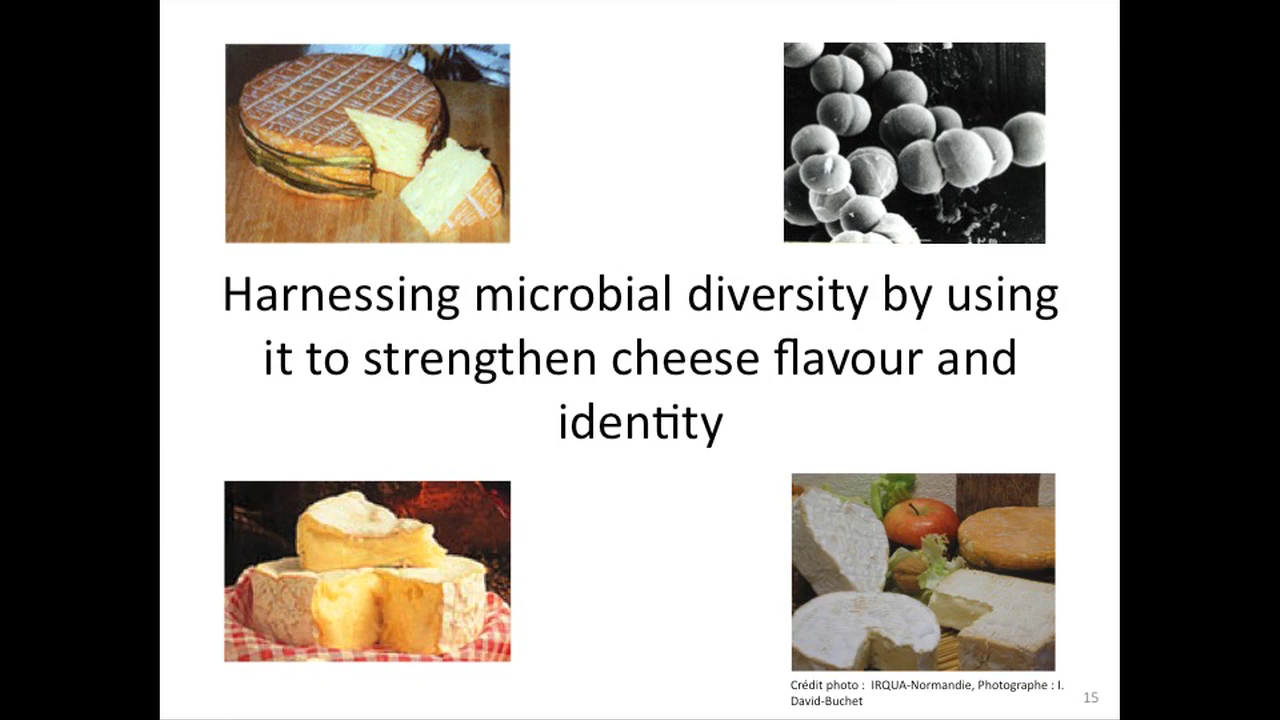 Harnessing microbial diversity by using
it to strengthen cheese flavour and
identity
Crédit photo : IRQUA-Normandie, Photographe : I.
David-Buchet
15